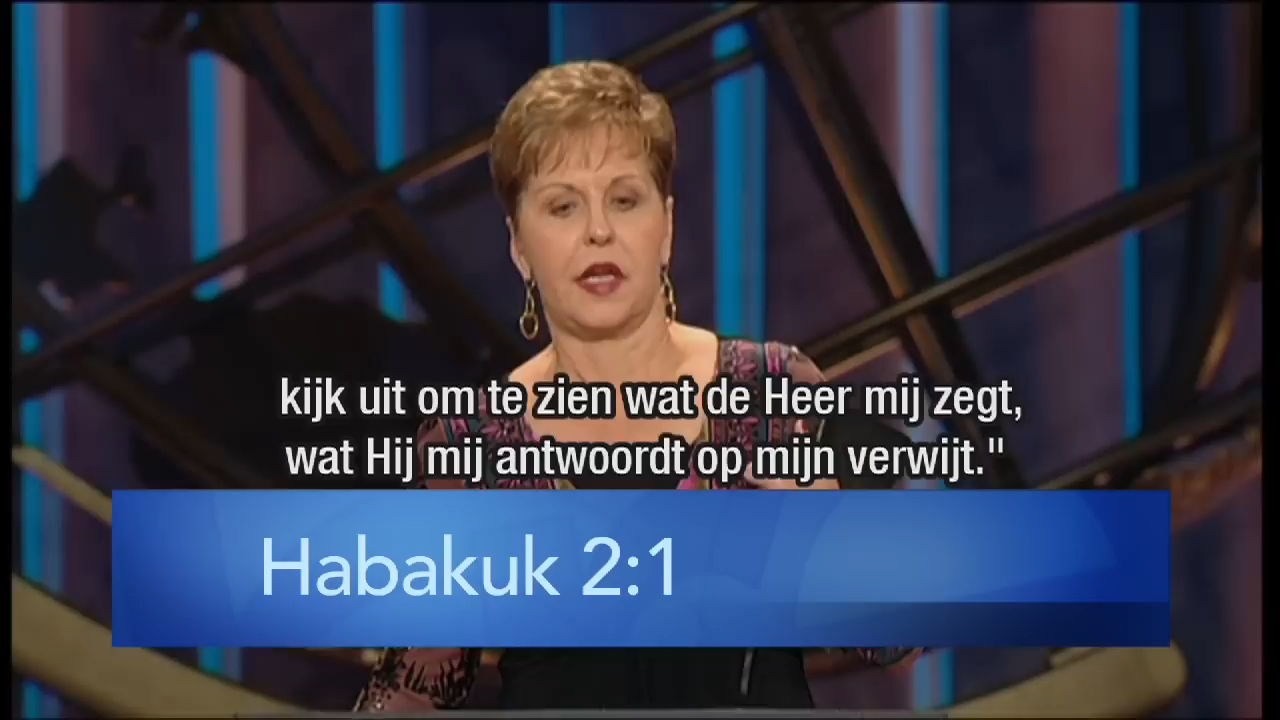 kijk uit om te zien wat de Heer mij zegt,
wat Hij mij antwoordt op mijn verwijt."
Habakuk 2:1